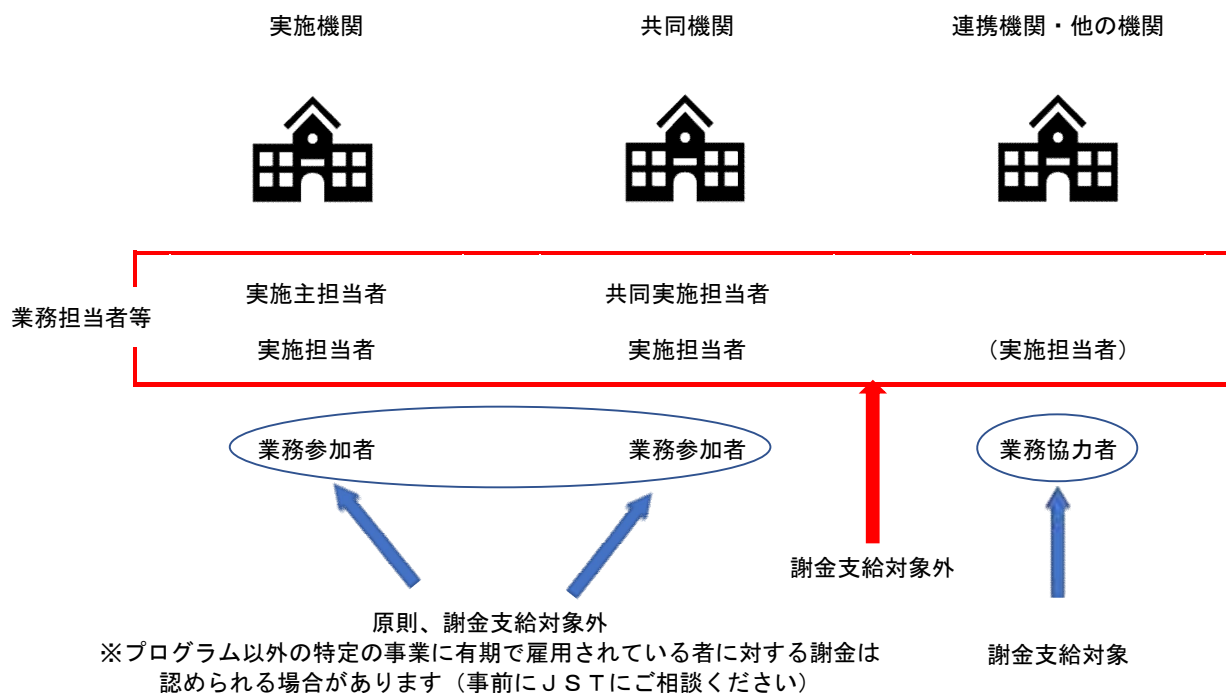 実施機関
共同機関
連携機関・他の機関
業務担当者等
実施主担当者
共同実施担当者
実施担当者
実施担当者
（実施担当者）
業務参加者
業務参加者
業務協力者
謝金支給対象外
原則、謝金支給対象外
※プログラム以外の特定の事業に有期で雇用されている者に対する謝金は
認められる場合があります（事前にＪＳＴにご相談ください）
謝金支給対象